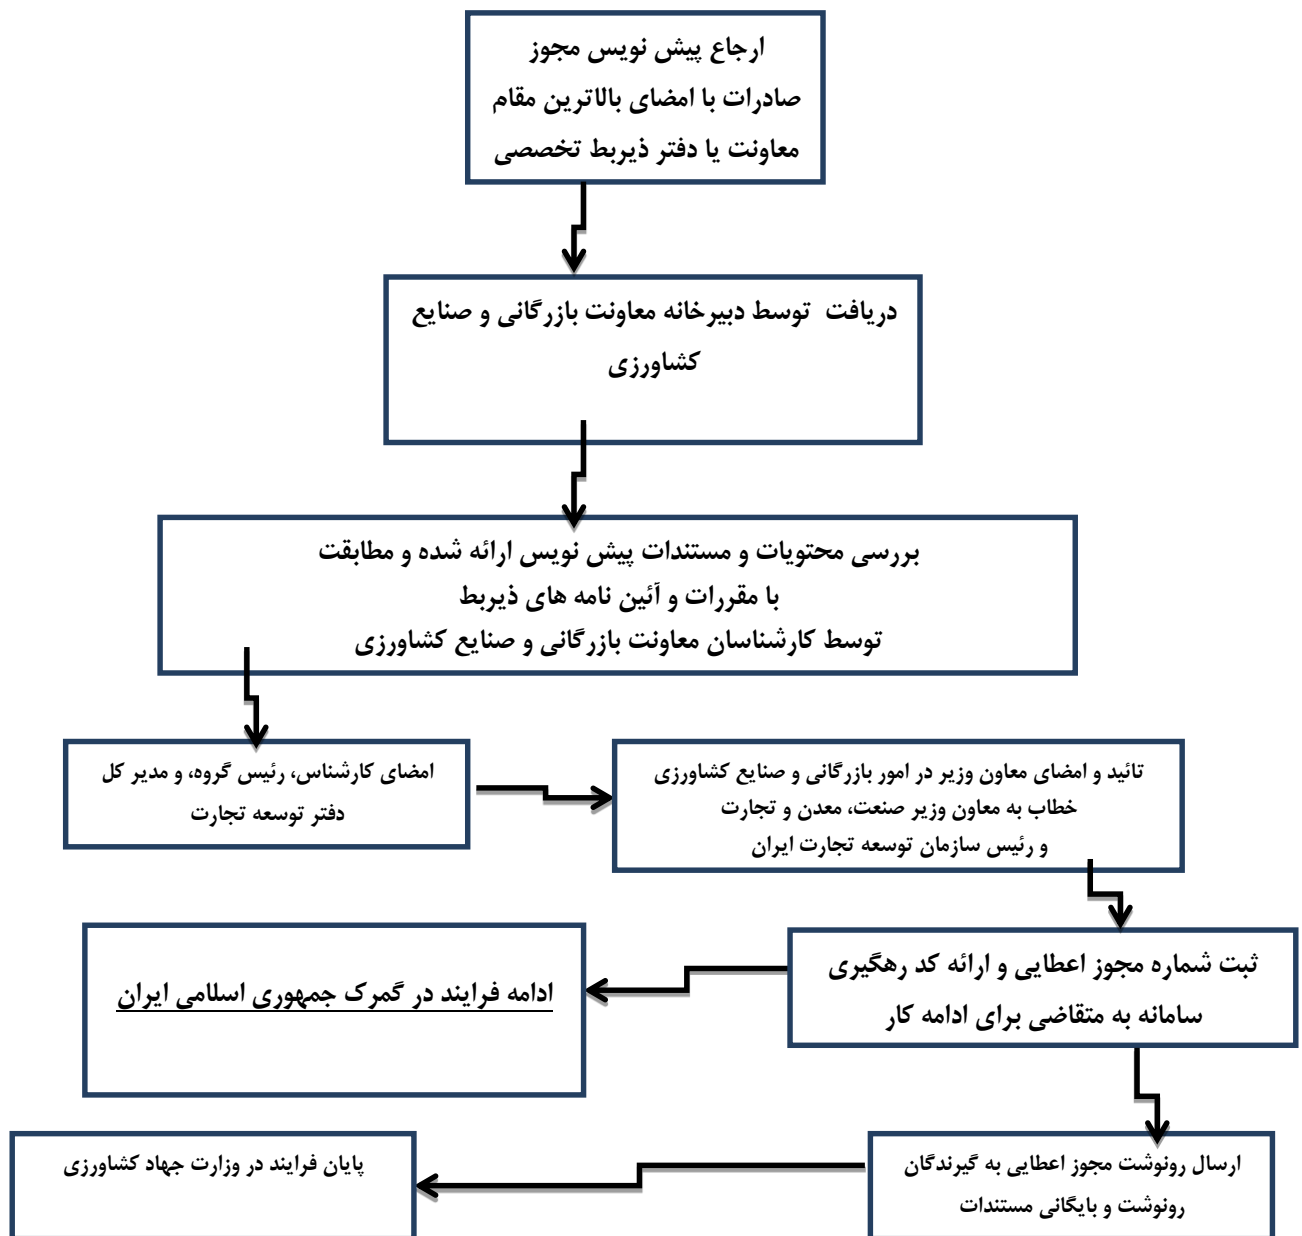 ارجاع پیش نویس مجوز
صادرات با امضای بالاترین مقام
معاونت یا دفتر ذیربط تخصصی
دریافت  توسط دبیرخانه معاونت بازرگانی و صنایع
کشاورزی
بررسی محتویات و مستندات پیش نویس ارائه شده و مطابقت
با مقررات و آئین نامه های ذیربط
توسط کارشناسان معاونت بازرگانی و صنایع کشاورزی
امضای کارشناس، رئیس گروه، و مدیر کل
دفتر توسعه تجارت
تائید و امضای معاون وزیر در امور بازرگانی و صنایع کشاورزی
خطاب به معاون وزیر صنعت، معدن و تجارت
و رئیس سازمان توسعه تجارت ایران
ثبت شماره مجوز اعطایی و ارائه کد رهگیری
سامانه به متقاضی برای ادامه کار
ادامه فرایند در گمرک جمهوری اسلامی ایران
ارسال رونوشت مجوز اعطایی به گیرندگان
رونوشت و بایگانی مستندات
پایان فرایند در وزارت جهاد کشاورزی